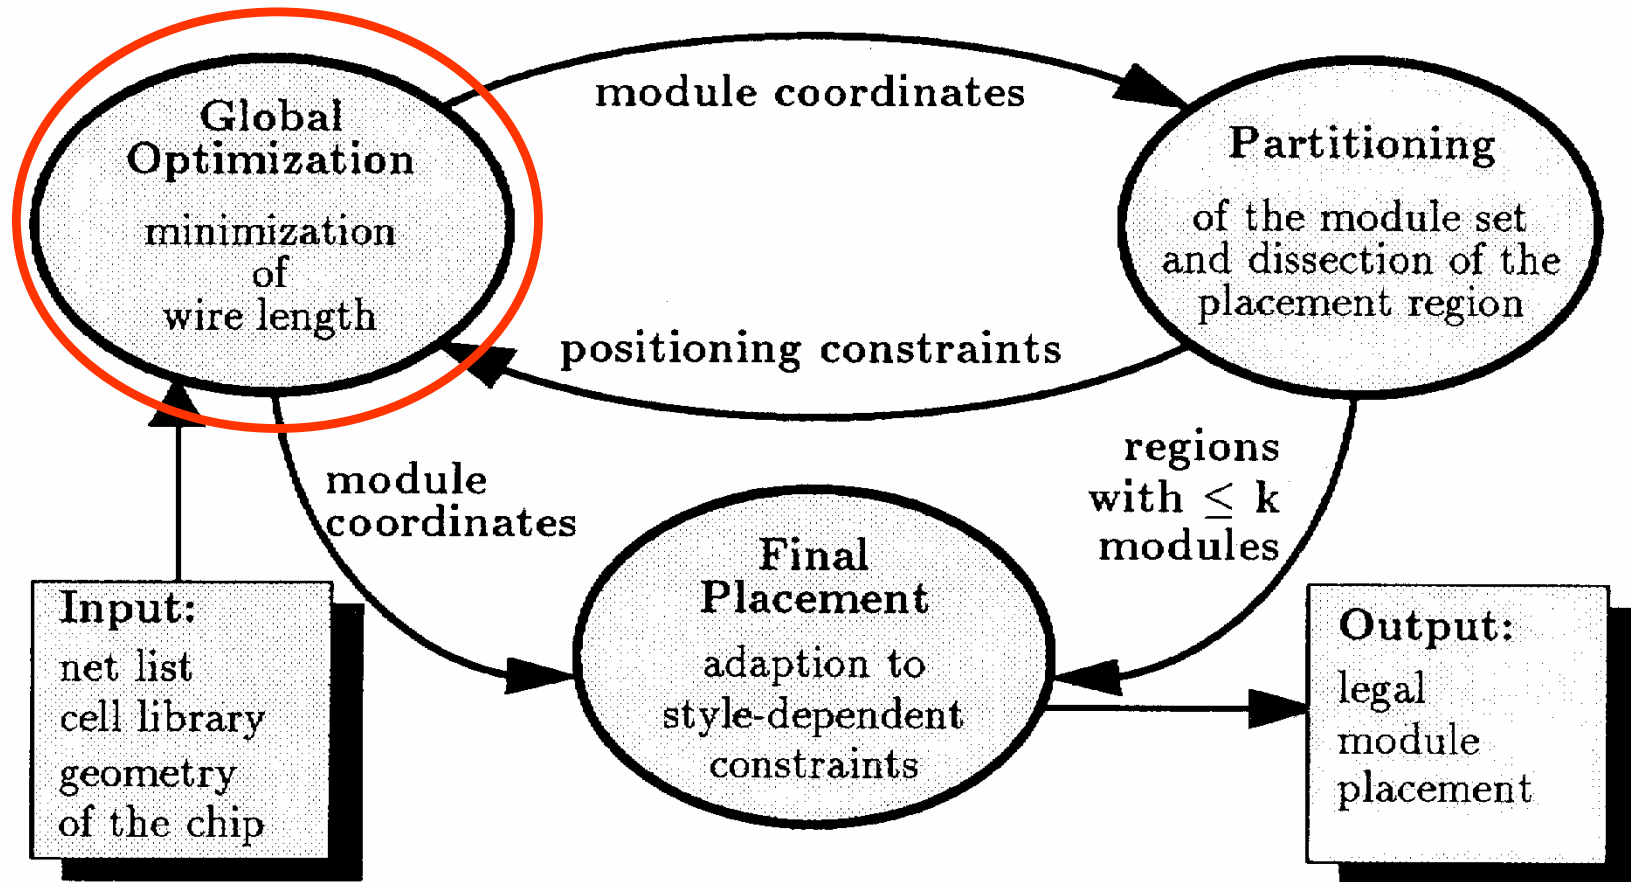 Global
Optimization
minimization
of
wire length
module coordinates
Partitioning
of the module set
and dissection of the
placement region
positioning constraints
module
coordinates
regions
with ≤ k
modules
Final
Placement
adaption to
style-dependent
constraints
Input:
net list
cell library
geometry
of the chip
Output:
legal
module
placement